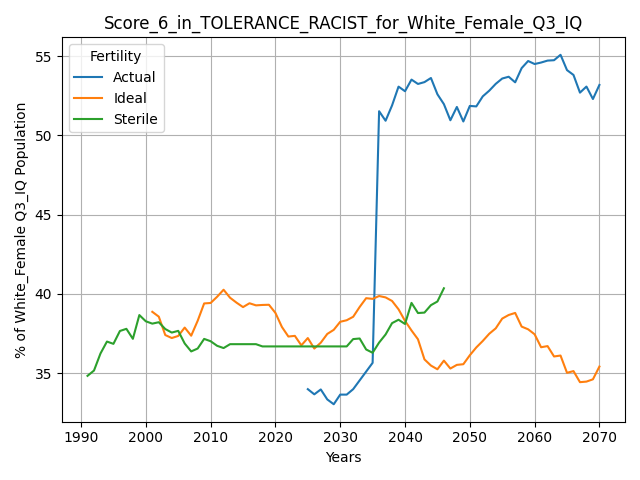 Score_6_in_TOLERANCE_RACIST_for_White_Female_Q3_IQ
Fertility
Actual
Ideal
Sterile
% of White_Female Q3_IQ Population
55
50
45
40
35
1990 2000 2010 2020 2030 2040 2050 2060 2070
Years